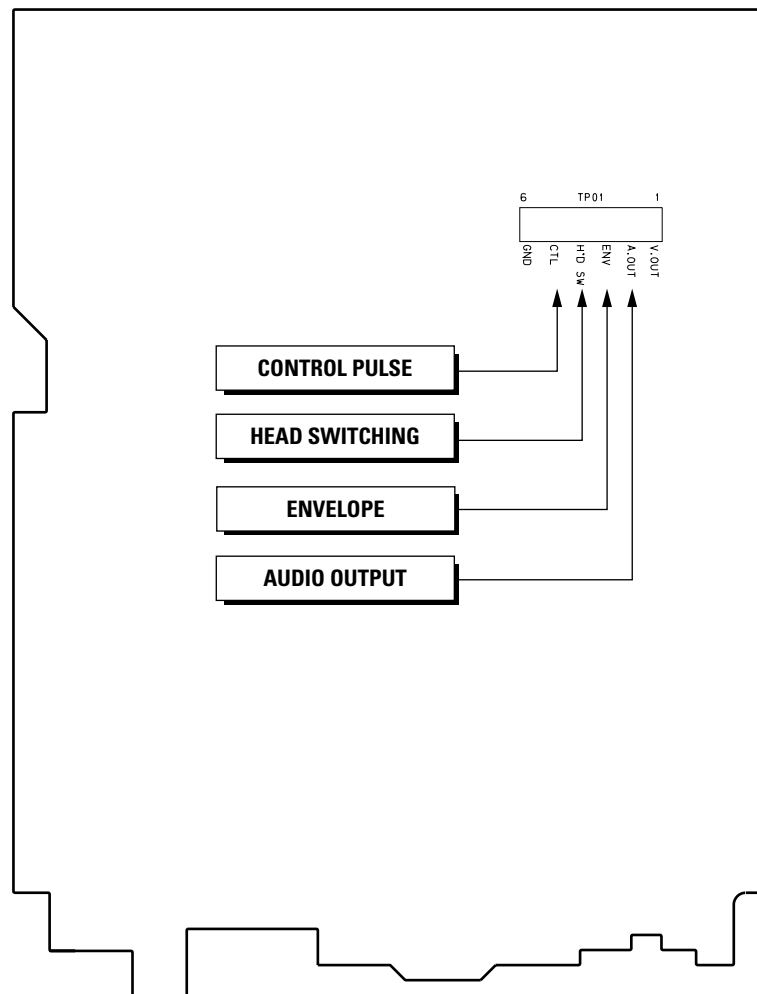 6 TP01 1
GND
CTL
H'D SW
ENV
A.OUT
V.OUT
CONTROL PULSE
HEAD SWITCHING
ENVELOPE
AUDIO OUTPUT